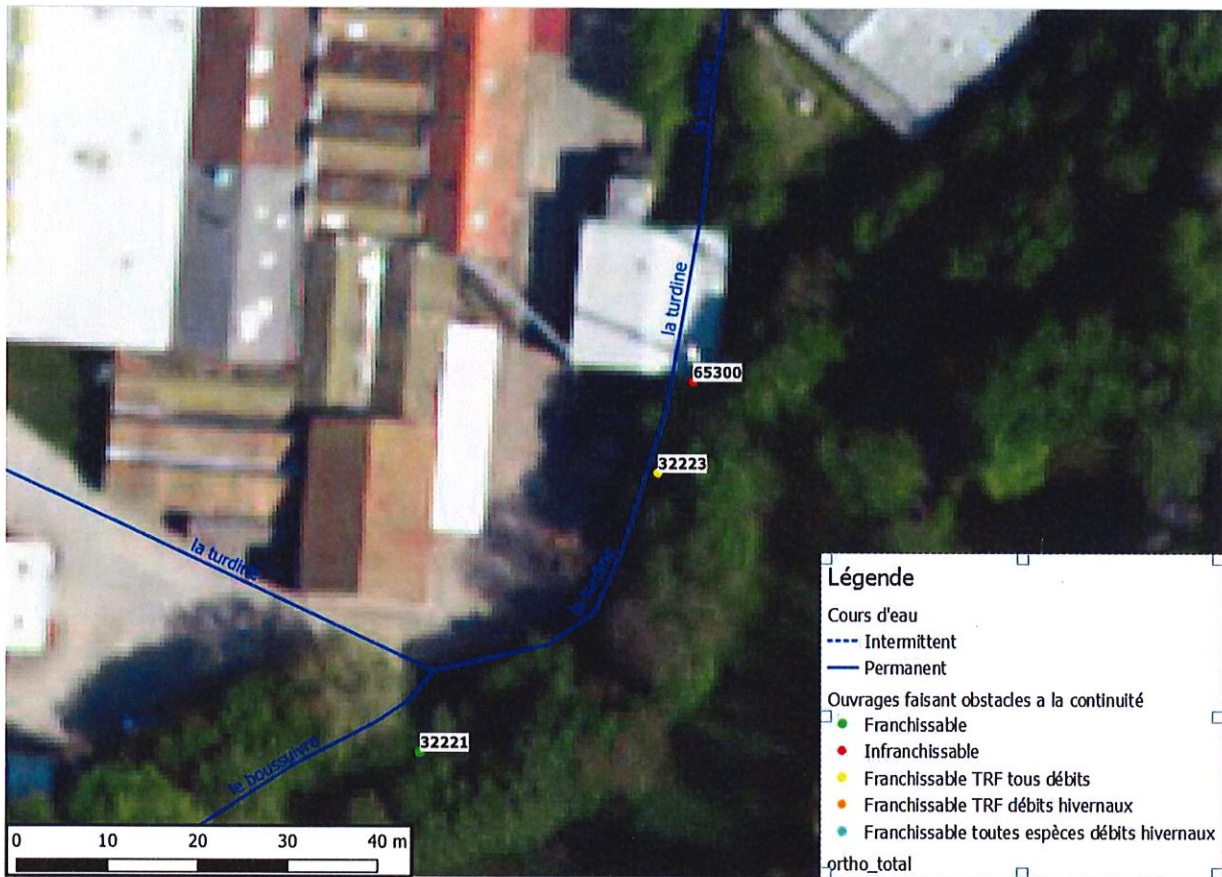 la turdine
la turdine
65300
32223
la turdine
la turdine
32221
le boussuivre
0 10 20 30 40 m
Légende
Cours d'eau
Intermittent
Permanent
Ouvrages faisant obstacles a la continuité
Franchissable
Infranchissable
Franchissable TRF tous débits
Franchissable TRF débits hivernaux
Franchissable toutes espèces débits hivernaux
ortho_total